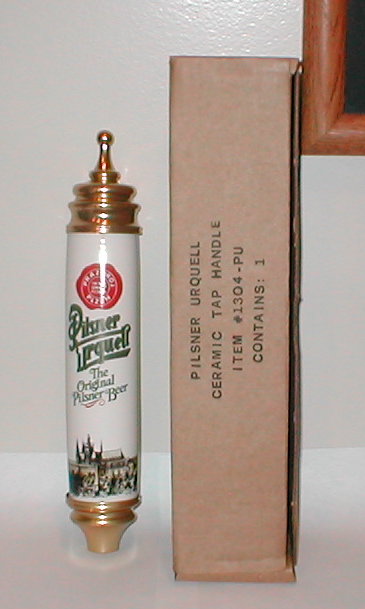 Pilsner
Urquell
The
Original
Pilsner Beer
PILSNER URQUELL
CERAMIC TAP HANDLE
ITEM #1304-PU
CONTAINS: 1